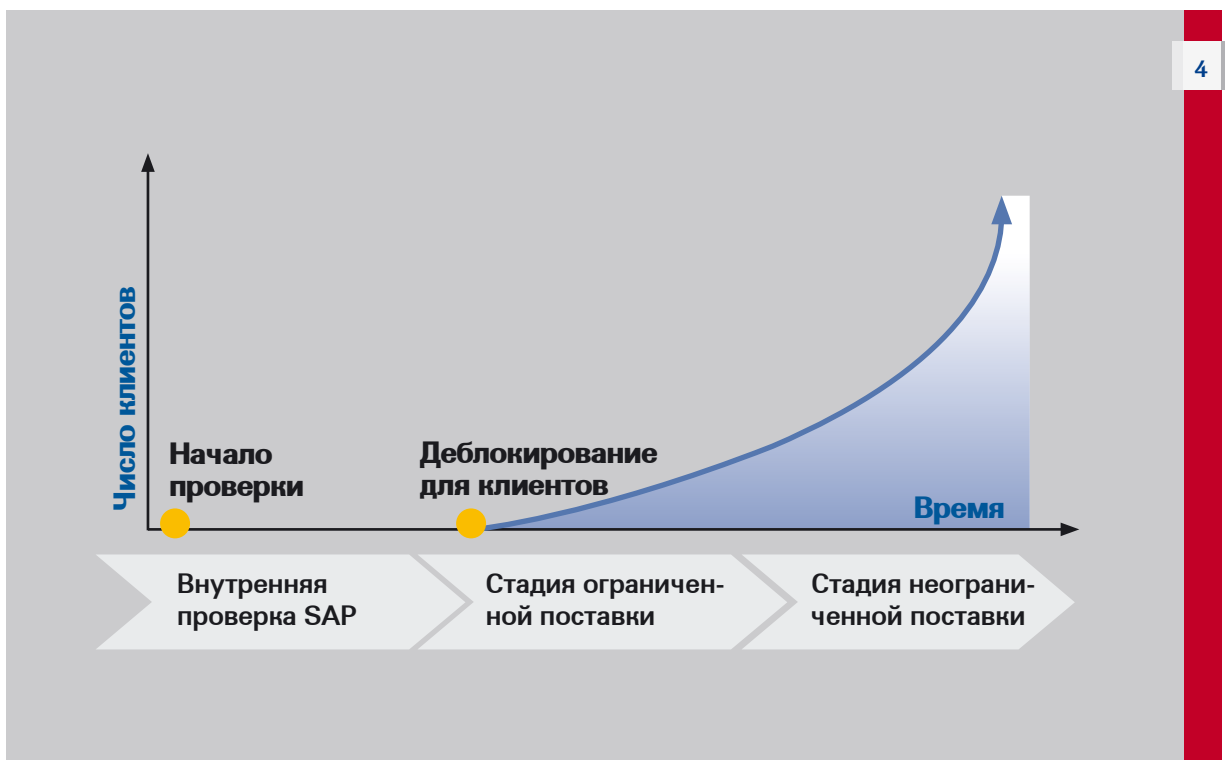 4
Число клиентов
Начало
проверки
Деблокирование
для клиентов
Время
Внутренняя
проверка SAP
Стадия ограничен-
ной поставки
Стадия неограни-
ченной поставки